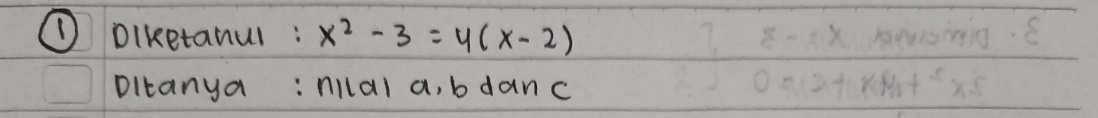 ① Diketahui : x² - 3 = 4(x - 2)
Ditanya : nilai a, b dan c